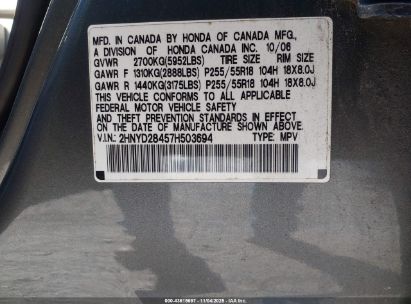 MFD. IN CANADA BY HONDA OF CANADA MFG.,
A DIVISION OF HONDA CANADA INC. 10/06
GVWR 2700KG(5952LBS) TIRE SIZE RIM SIZE
GAWR F 1310KG(2888LBS) P255/55R18 104H 18X8.0J
GAWR R 1440KG(3175LBS) P255/55R18 104H 18X8.0J
THIS VEHICLE CONFORMS TO ALL APPLICABLE
FEDERAL MOTOR VEHICLE SAFETY, BUMPER,
AND THEFT PREVENTION STANDARDS IN EFFECT
ON THE DATE OF MANUFACTURE SHOWN ABOVE.
V.I.N.: 2HNYD28457H503694 TYPE: MPV